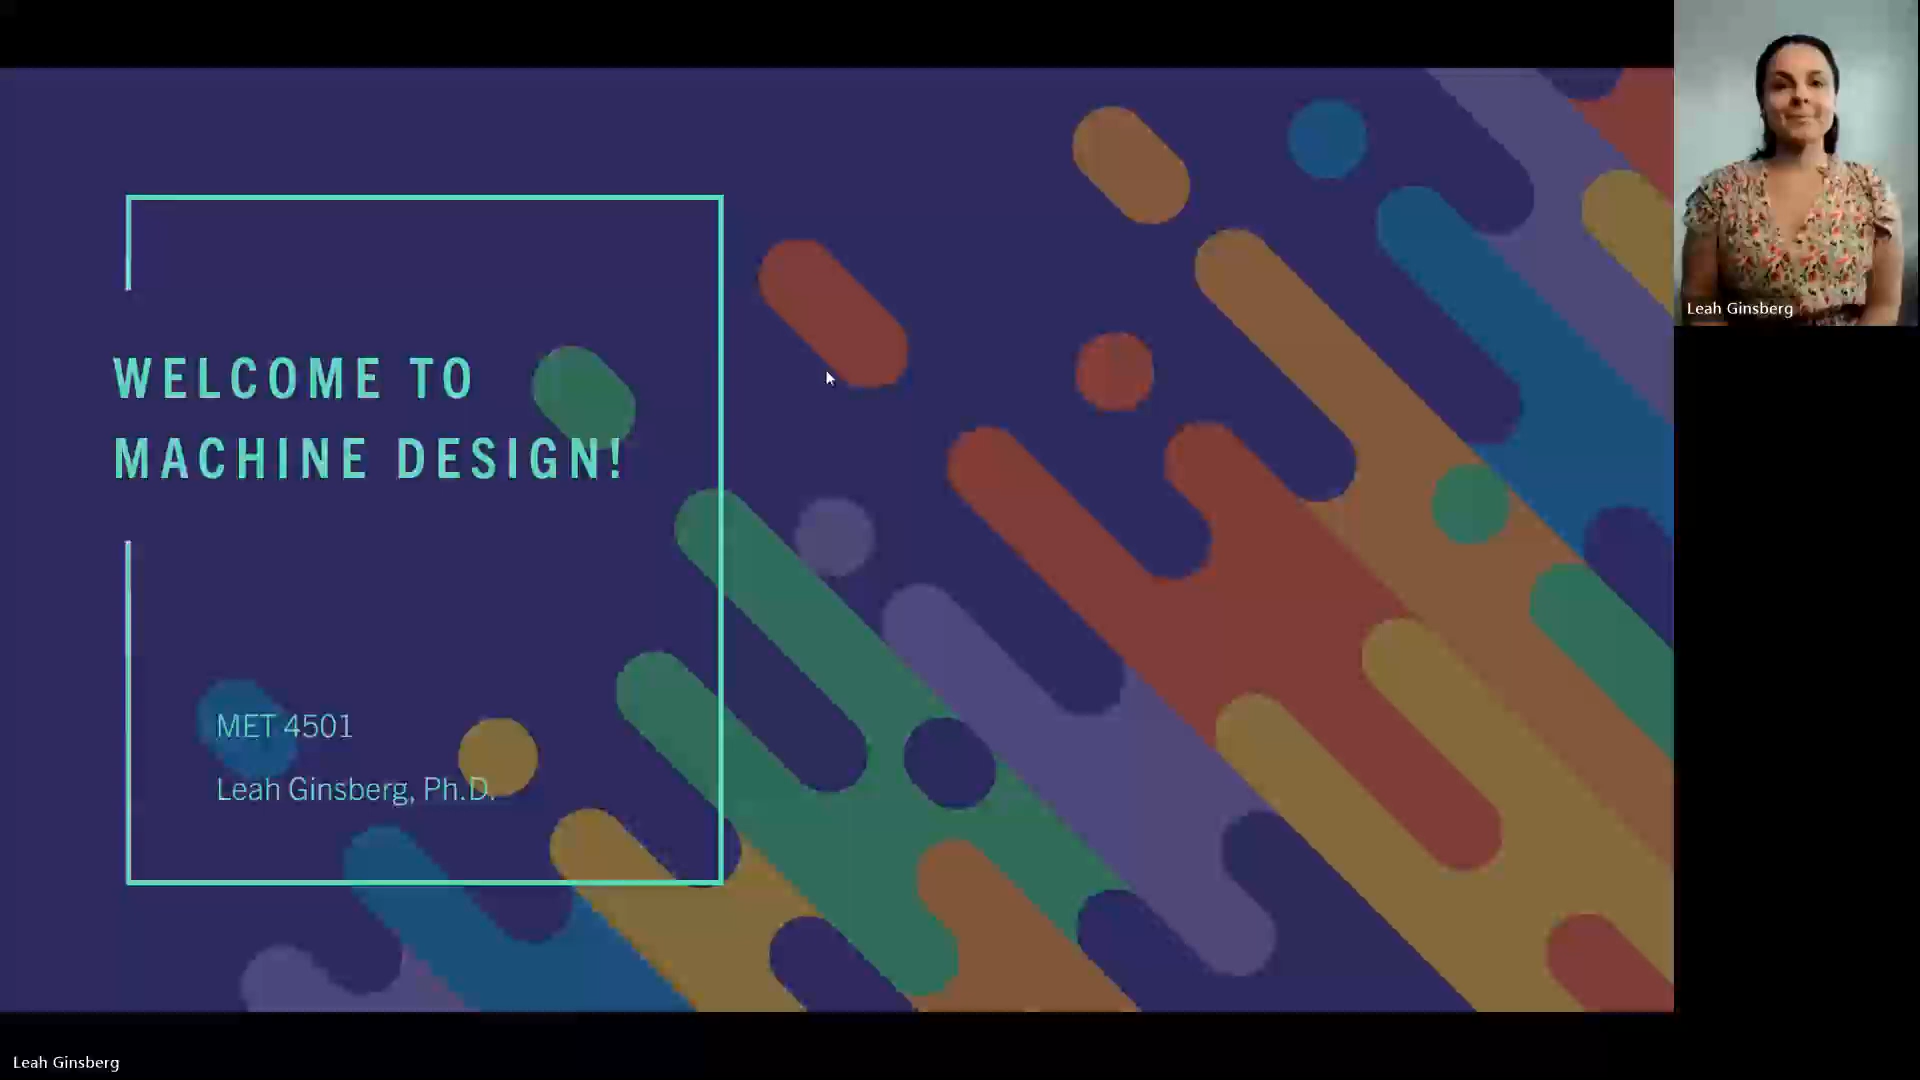 WELCOME TO
MACHINE DESIGN!
MET 4501
Leah Ginsberg, Ph.D.
Leah Ginsberg
Leah Ginsberg